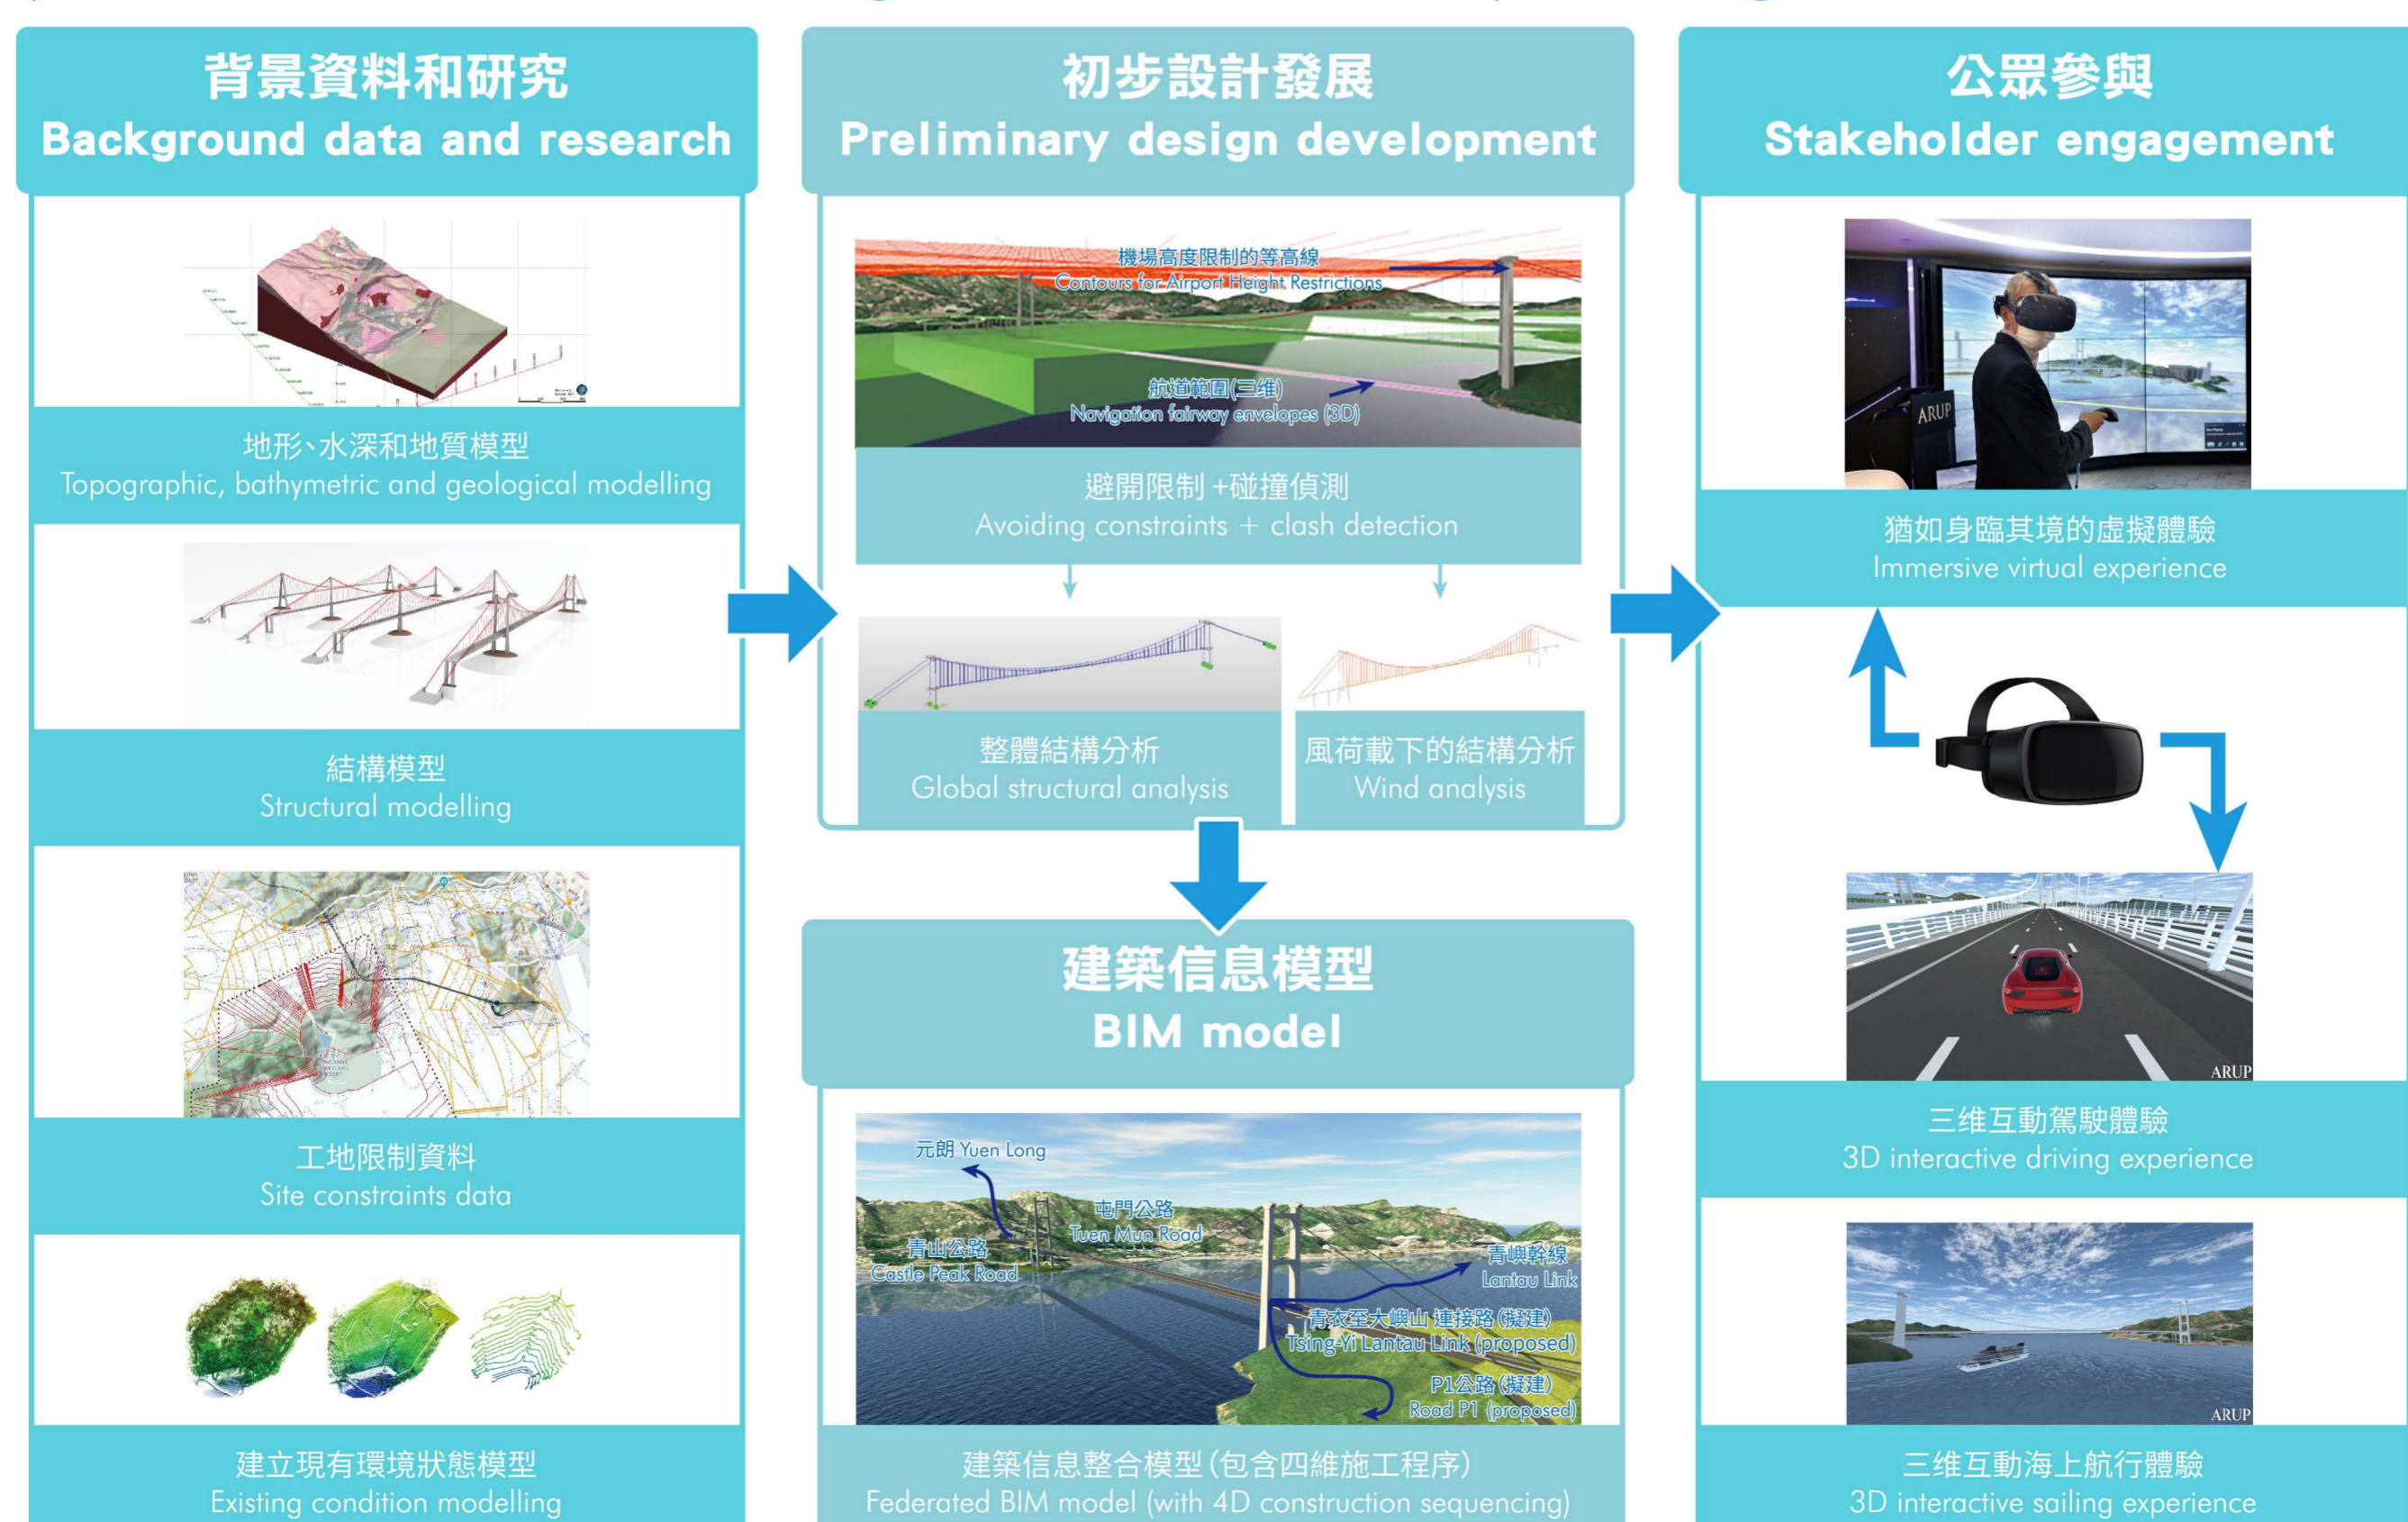 背景資料和研究
Background data and research
地形、水深和地質模型
Topographic, bathymetric and geological modelling
結構模型
Structural modelling
工地限制資料
Site constraints data
建立現有環境狀態模型
Existing condition modelling
初步設計發展
Preliminary design development
機場高度限制的等高線
Contours for Airport Height Restrictions
航道範圍(三维)
Navigation fairway envelopes (3D)
避開限制 +碰撞偵測
Avoiding constraints + clash detection
整體結構分析
Global structural analysis
風荷載下的結構分析
Wind analysis
建築信息模型
BIM model
元朗 Yuen Long
屯門公路
Tuen Mun Road
青山公路
Castle Peak Road
青嶼幹線
Lantau Link
青衣至大嶼山 連接路 (擬建)
Tsing-Yi Lantau Link (proposed)
P1公路 (擬建)
Road P1 (proposed)
建築信息整合模型 (包含四維施工程序)
Federated BIM model (with 4D construction sequencing)
公眾參與
Stakeholder engagement
ARUP
猶如身臨其境的虛擬體驗
Immersive virtual experience
ARUP
三维互動駕駛體驗
3D interactive driving experience
ARUP
三维互動海上航行體驗
3D interactive sailing experience